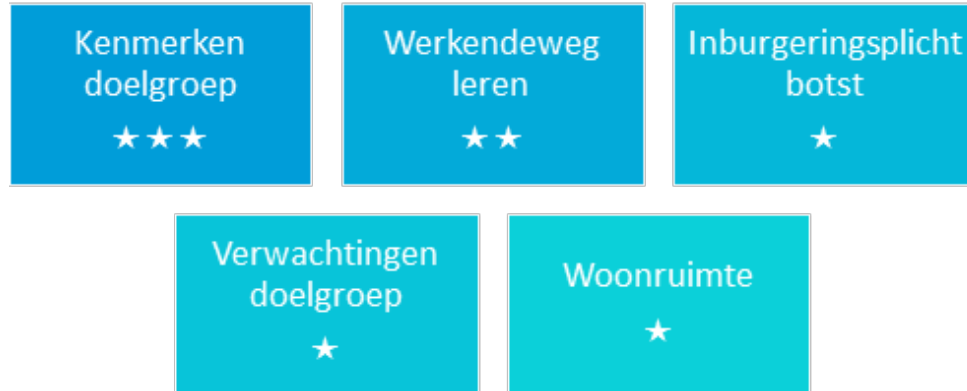 Kenmerken
doelgroep
★★★
Werkendeweg
leren
★★
Inburgeringsplicht
botst
★
Verwachtingen
doelgroep
★
Woonruimte
★